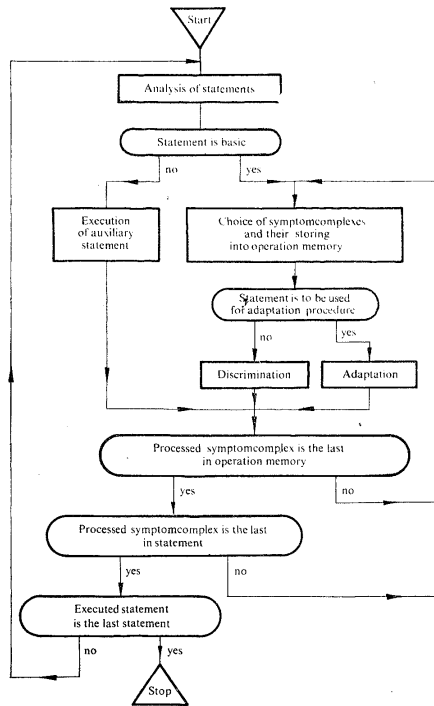 Start
Analysis of statements
Statement is basic
no
yes
Execution
of auxiliary
statement
Choice of symptomcomplexes
and their storing
into operation memory
Statement is to be used
for adaptation procedure
no
yes
Discrimination
Adaptation
Processed symptomcomplex is the last
in operation memory
yes
no
Processed symptomcomplex is the last
in statement
yes
no
Executed statement
is the last statement
no
yes
Stop